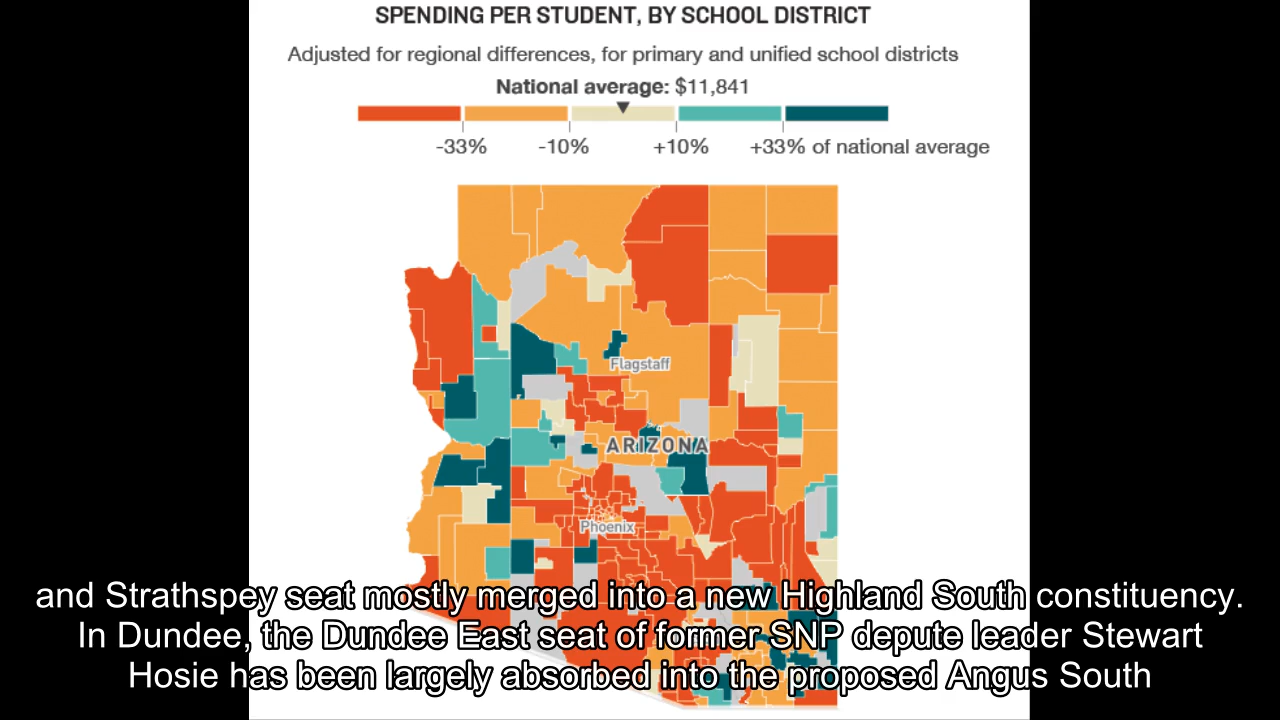 SPENDING PER STUDENT, BY SCHOOL DISTRICT
Adjusted for regional differences, for primary and unified school districts
National average: $11,841
-33% -10% +10% +33% of national average
Flagstaff
ARIZONA
Phoenix
and Strathspey seat mostly merged into a new Highland South constituency.
In Dundee, the Dundee East seat of former SNP depute leader Stewart
Hosie has been largely absorbed into the proposed Angus South